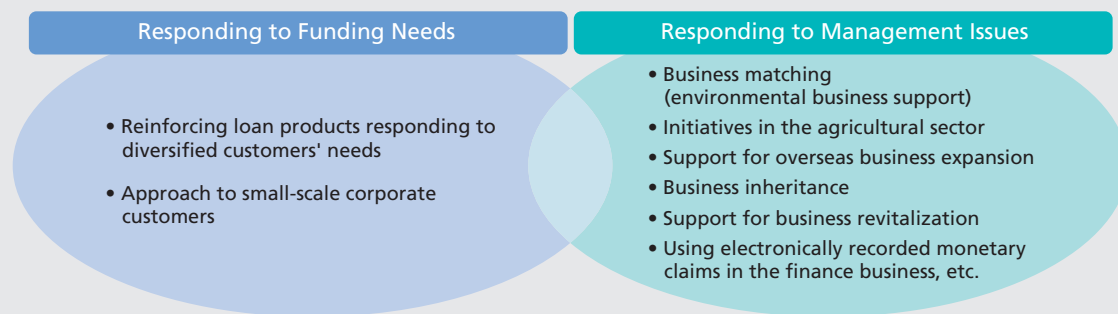 Responding to Funding Needs
• Reinforcing loan products responding to
diversified customers' needs
• Approach to small-scale corporate
customers
Responding to Management Issues
• Business matching
(environmental business support)
• Initiatives in the agricultural sector
• Support for overseas business expansion
• Business inheritance
• Support for business revitalization
• Using electronically recorded monetary
claims in the finance business, etc.